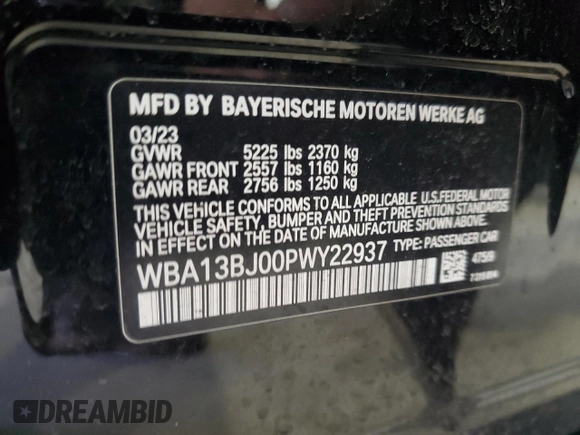 MFD BY BAYERISCHE MOTOREN WERKE AG
03/23
GVWR 5225 lbs 2370 kg
GAWR FRONT 2557 lbs 1160 kg
GAWR REAR 2756 lbs 1250 kg
THIS VEHICLE CONFORMS TO ALL APPLICABLE U.S.FEDERAL MOTOR
VEHICLE SAFETY, BUMPER AND THEFT PREVENTION STANDARDS
IN EFFECT ON THE DATE OF MANUFACTURE SHOWN ABOVE.
WBA13BJ00PWY22937 TYPE: PASSENGER CAR
DREAMBID